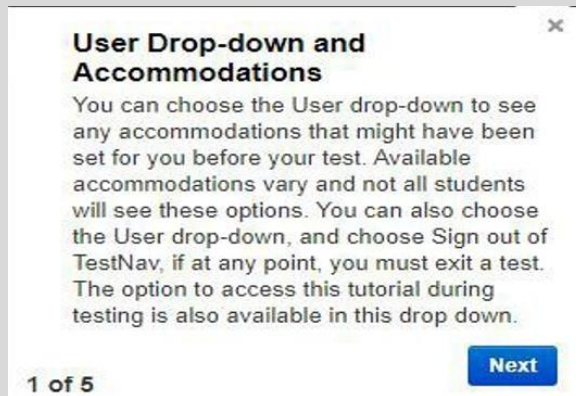 User Drop-down and
Accommodations
You can choose the User drop-down to see
any accommodations that might have been
set for you before your test. Available
accommodations vary and not all students
will see these options. You can also choose
the User drop-down, and choose Sign out of
TestNav, if at any point, you must exit a test.
The option to access this tutorial during
testing is also available in this drop down.
Next
1 of 5